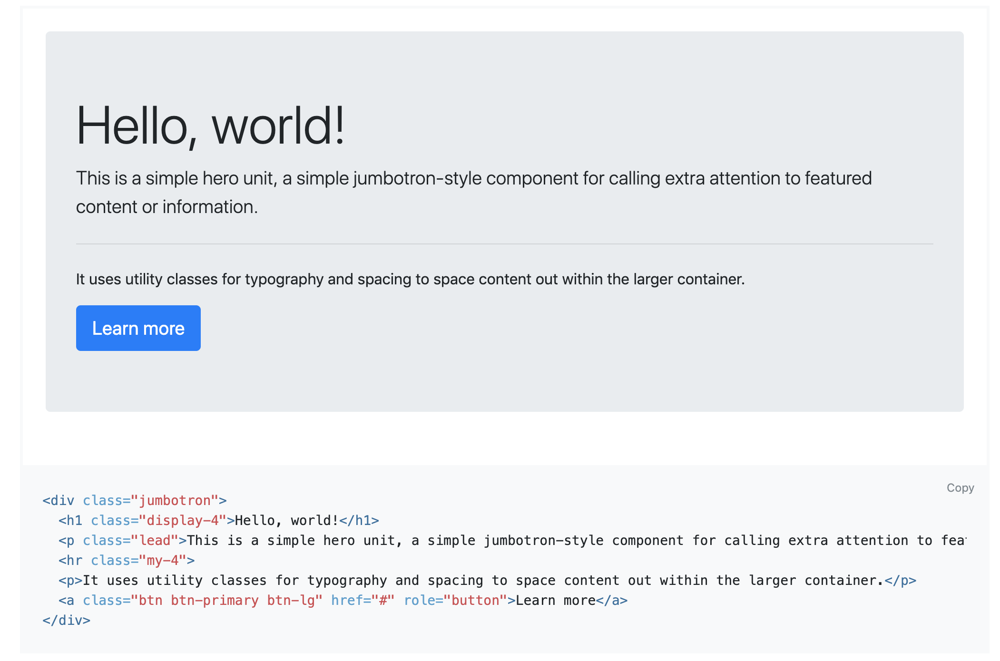 Hello, world!
This is a simple hero unit, a simple jumbotron-style component for calling extra attention to featured
content or information.
It uses utility classes for typography and spacing to space content out within the larger container.
Learn more
Copy
<div class="jumbotron">
  <h1 class="display-4">Hello, world!</h1>
  <p class="lead">This is a simple hero unit, a simple jumbotron-style component for calling extra attention to
  <hr class="my-4">
  <p>It uses utility classes for typography and spacing to space content out within the larger container.</p>
  <a class="btn btn-primary btn-lg" href="#" role="button">Learn more</a>
</div>